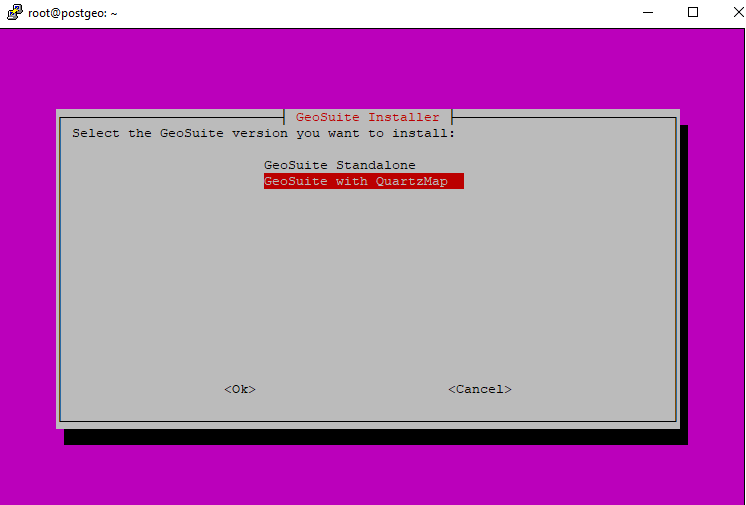 root@postgeo: ~
GeoSuite Installer
Select the GeoSuite version you want to install:
GeoSuite Standalone
GeoSuite with QuartzMap
<Ok> <Cancel>